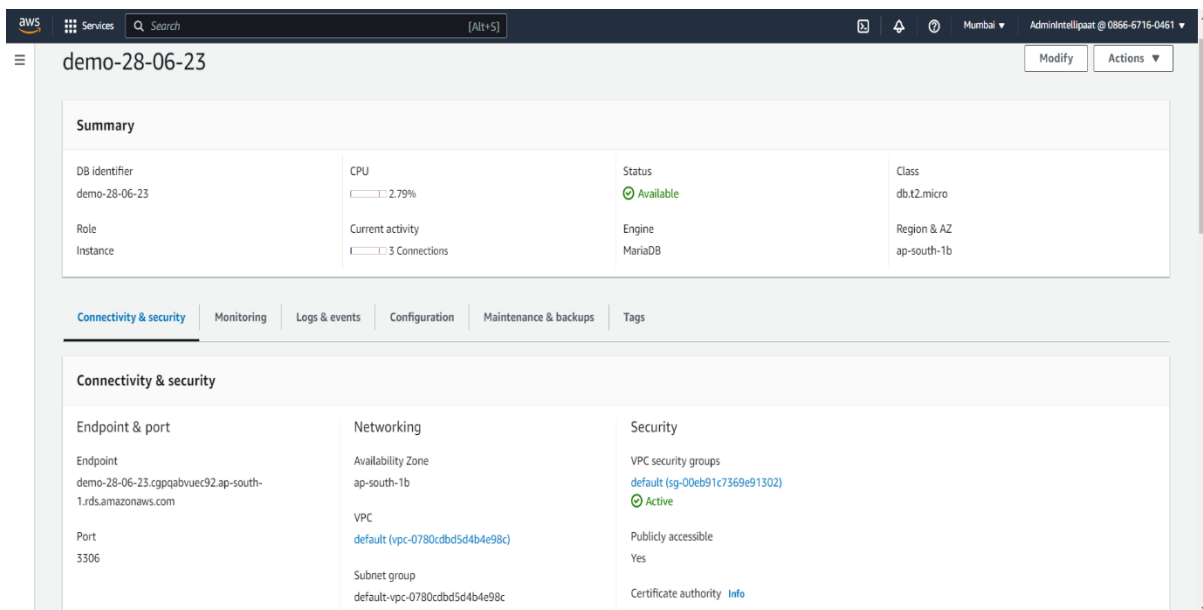 aws
Services
Search
[Alt+S]
Mumbai
AdminIntellipaat @ 0866-6716-0461
demo-28-06-23
Modify
Actions
Summary
DB identifier
demo-28-06-23
CPU
2.79%
Status
Available
Class
db.t2.micro
Role
Instance
Current activity
3 Connections
Engine
MariaDB
Region & AZ
ap-south-1b
Connectivity & security
Monitoring
Logs & events
Configuration
Maintenance & backups
Tags
Connectivity & security
Endpoint & port
Endpoint
demo-28-06-23.cgpqabvuec92.ap-south-
1.rds.amazonaws.com
Port
3306
Networking
Availability Zone
ap-south-1b
VPC
default (vpc-0780cdbd5d4b4e98c)
Subnet group
default-vpc-0780cdbd5d4b4e98c
Security
VPC security groups
default (sg-00eb91c7369e91302)
Active
Publicly accessible
Yes
Certificate authority Info